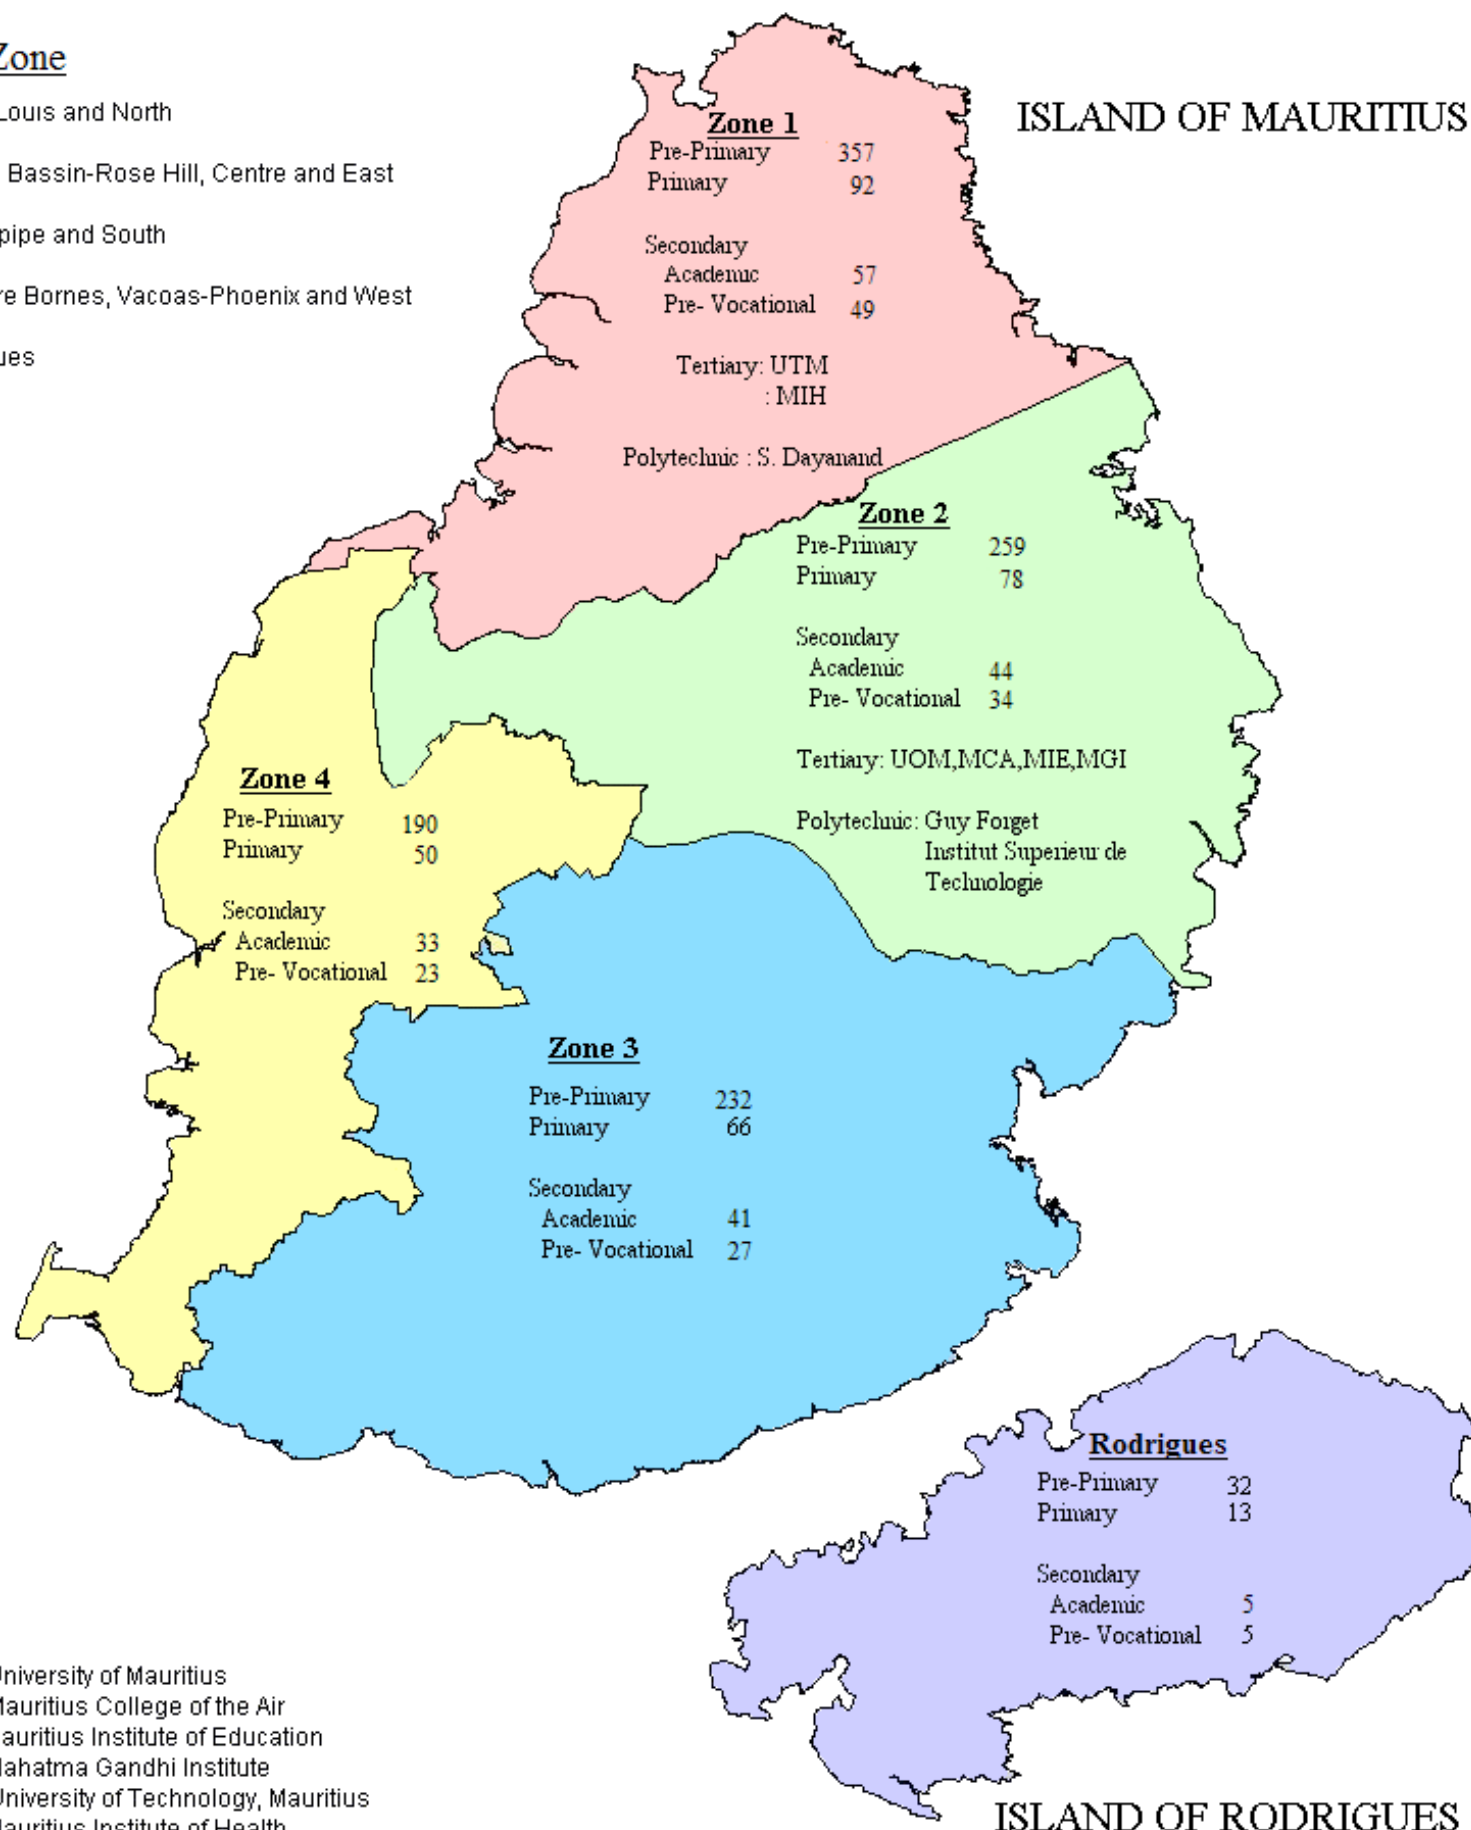 Zone
Louis and North
Bassin-Rose Hill, Centre and East
pipe and South
re Bornes, Vacoas-Phoenix and West
ues
ISLAND OF MAURITIUS
Zone 1
Pre-Primary 357
Primary 92
Secondary
Academic 57
Pre- Vocational 49
Tertiary: UTM
: MIH
Polytechnic : S. Dayanand
Zone 2
Pre-Primary 259
Primary 78
Secondary
Academic 44
Pre- Vocational 34
Tertiary: UOM,MCA,MIE,MGI
Polytechnic: Guy Forget
Institut Superieur de
Technologie
Zone 4
Pre-Primary 190
Primary 50
Secondary
Academic 33
Pre- Vocational 23
Zone 3
Pre-Primary 232
Primary 66
Secondary
Academic 41
Pre- Vocational 27
Rodrigues
Pre-Primary 32
Primary 13
Secondary
Academic 5
Pre- Vocational 5
University of Mauritius
Mauritius College of the Air
auritius Institute of Education
Mahatma Gandhi Institute
University of Technology, Mauritius
Mauritius Institute of Health
ISLAND OF RODRIGUES